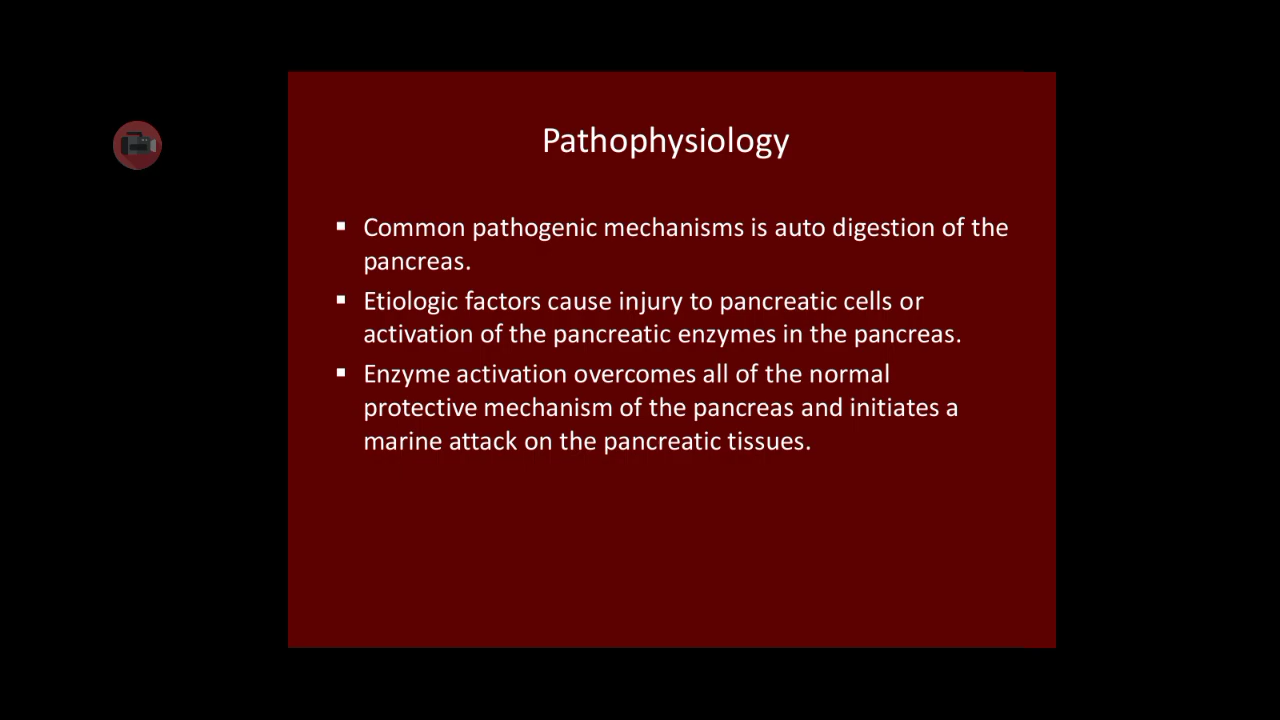 Pathophysiology
▪ Common pathogenic mechanisms is auto digestion of the
pancreas.
▪ Etiologic factors cause injury to pancreatic cells or
activation of the pancreatic enzymes in the pancreas.
▪ Enzyme activation overcomes all of the normal
protective mechanism of the pancreas and initiates a
marine attack on the pancreatic tissues.